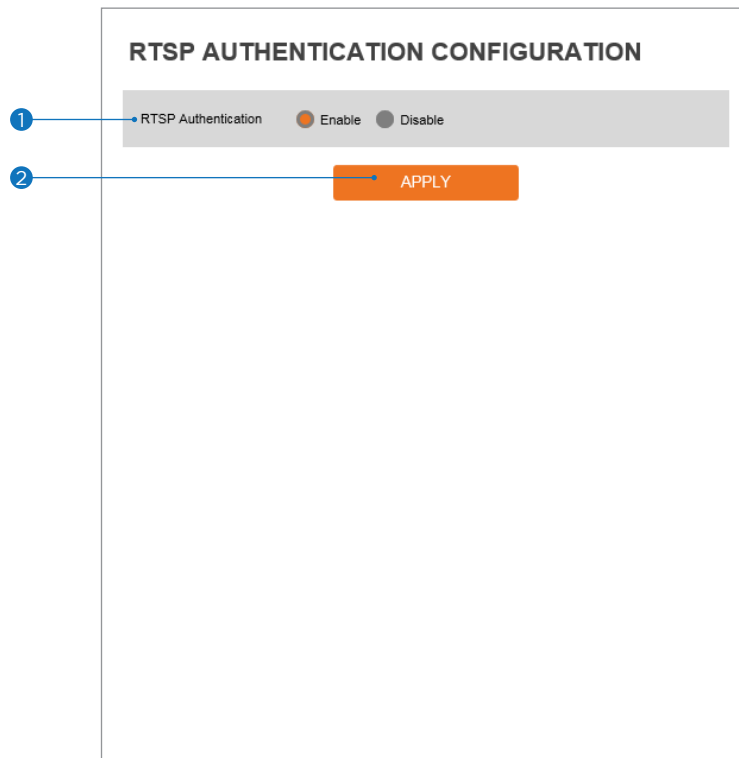 RTSP AUTHENTICATION CONFIGURATION
1 RTSP Authentication Enable Disable
2 APPLY